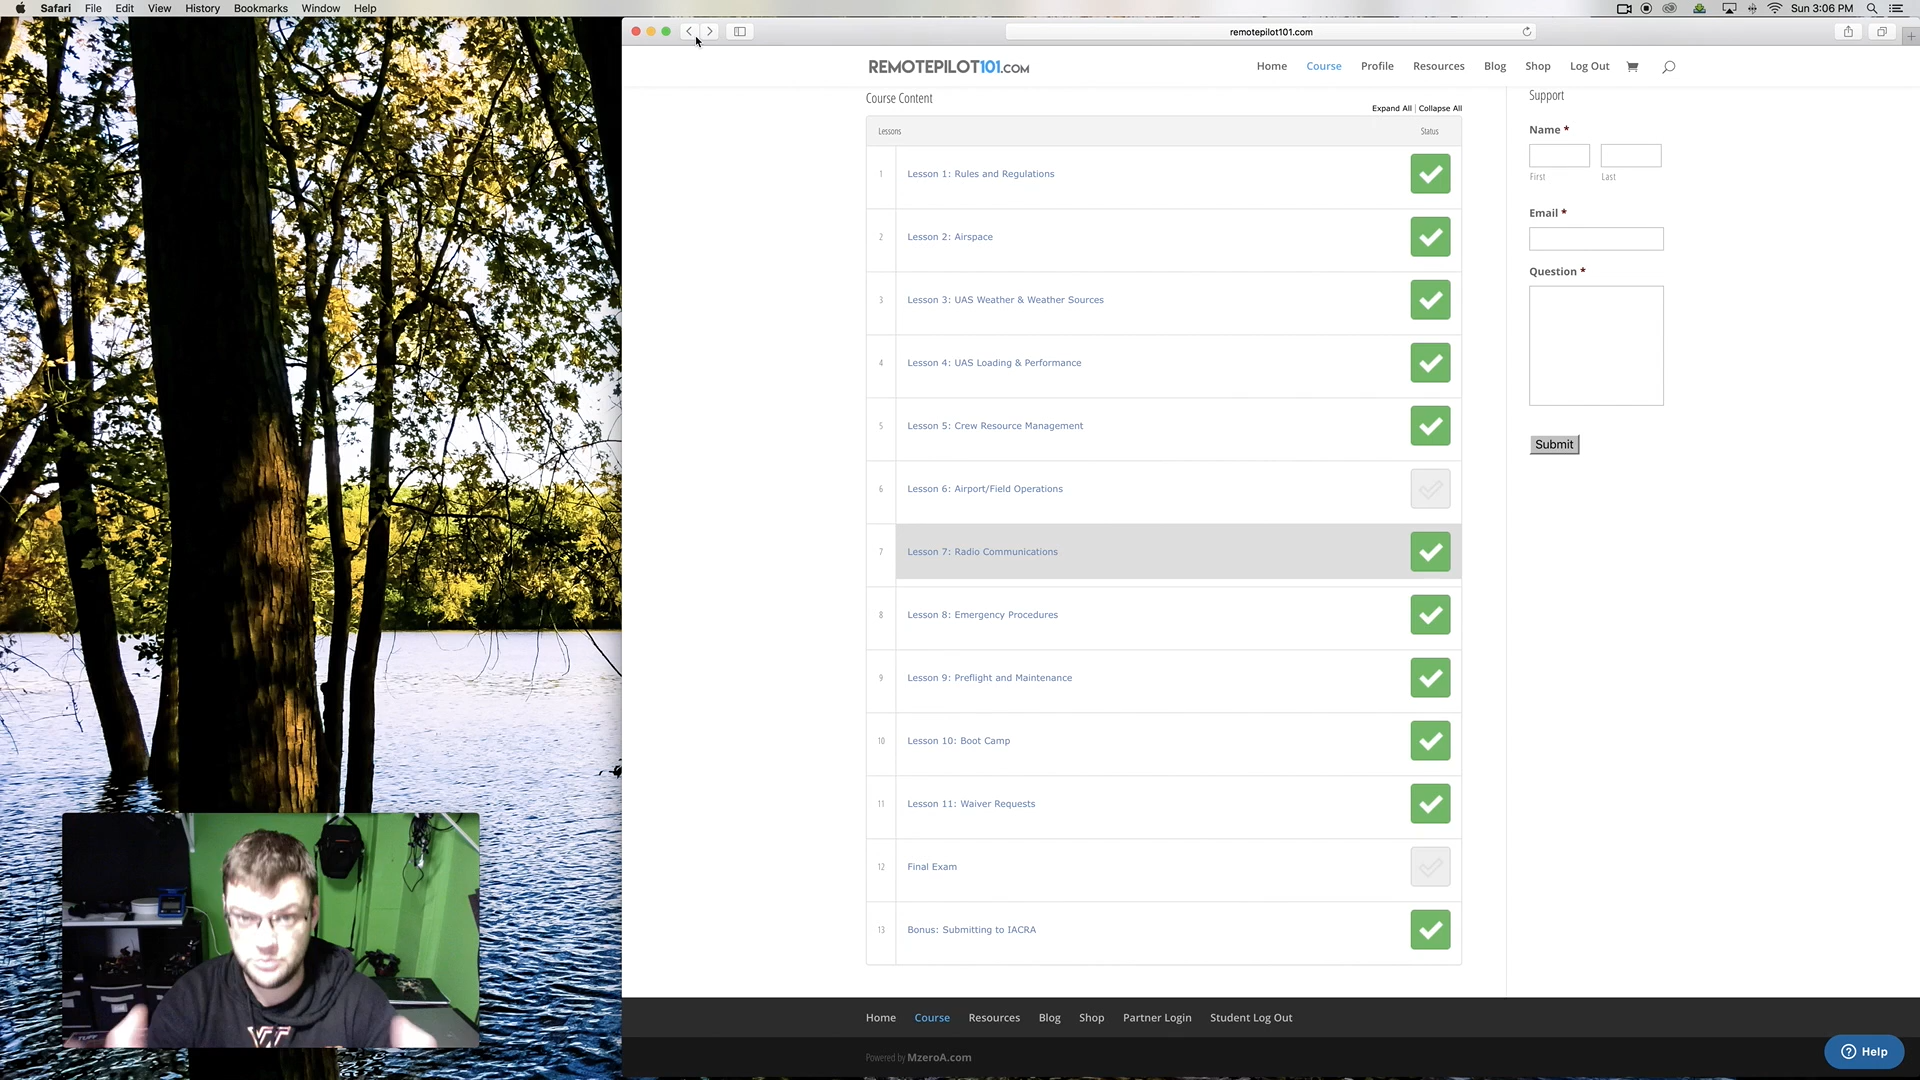 Safari File Edit View History Bookmarks Window Help
Sun 3:06 PM
remotepilot101.com
REMOTEPILOT101.COM
Home Course Profile Resources Blog Shop Log Out
Course Content
Expand All | Collapse All
Lessons Status
1 Lesson 1: Rules and Regulations
2 Lesson 2: Airspace
3 Lesson 3: UAS Weather & Weather Sources
4 Lesson 4: UAS Loading & Performance
5 Lesson 5: Crew Resource Management
6 Lesson 6: Airport/Field Operations
7 Lesson 7: Radio Communications
8 Lesson 8: Emergency Procedures
9 Lesson 9: Preflight and Maintenance
10 Lesson 10: Boot Camp
11 Lesson 11: Waiver Requests
12 Final Exam
13 Bonus: Submitting to IACRA
Support
Name *
First Last
Email *
Question *
Submit
Home Course Resources Blog Shop Partner Login Student Log Out
Powered by MzeroA.com
Help
VT